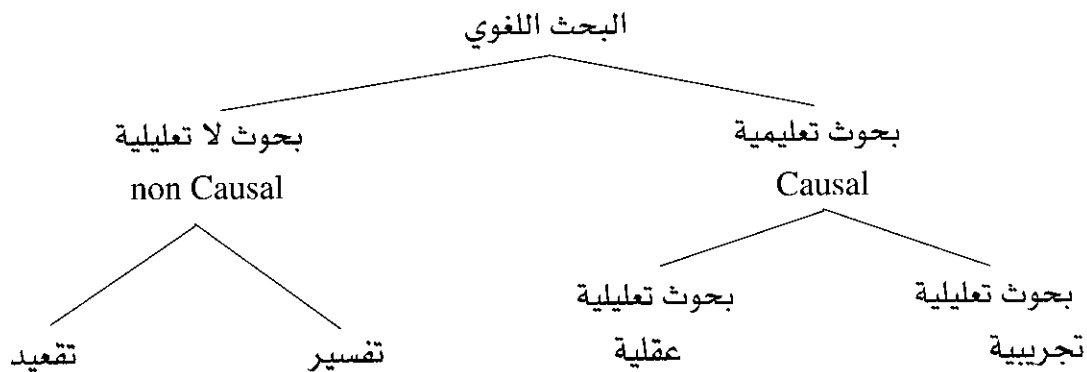 البحث اللغوي
بحوث تعليمية
Causal
بحوث لا تعليلية
non Causal
بحوث تعليلية
تجريبية
بحوث تعليلية
عقلية
تفسير
تقعيد